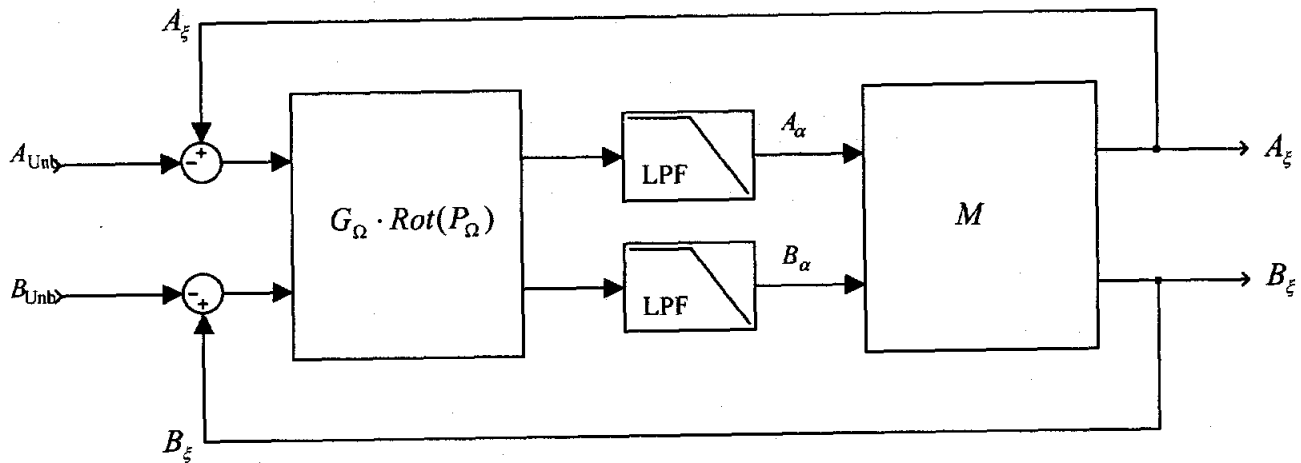 A_ξ
A_Unb
+
-
G_Ω · Rot(P_Ω)
LPF
A_α
M
A_ξ
B_Unb
-
+
LPF
B_α
B_ξ
B_ξ